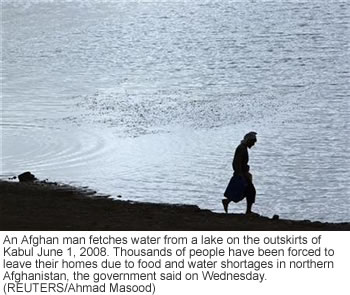 An Afghan man fetches water from a lake on the outskirts of
Kabul June 1, 2008. Thousands of people have been forced to
leave their homes due to food and water shortages in northern
Afghanistan, the government said on Wednesday.
(REUTERS/Ahmad Masood)